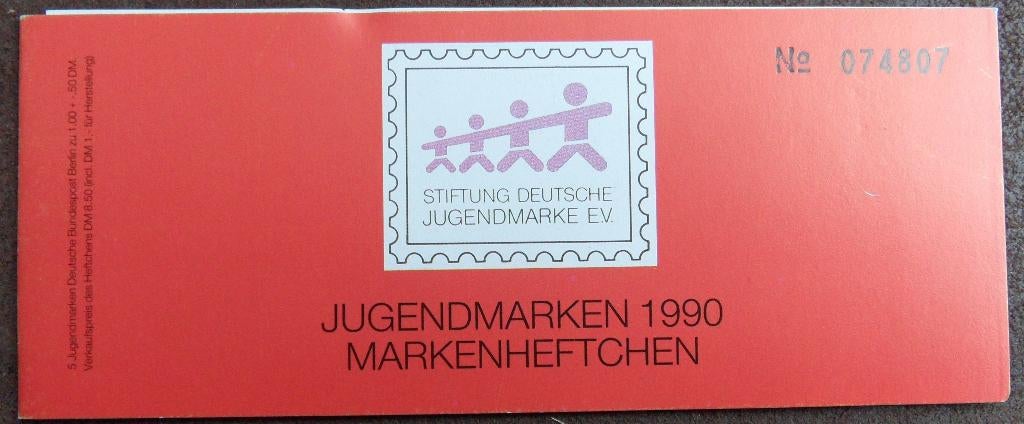 5 Jugendmarken Deutsche Bundespost Berlin zu 1.00 + -.50 DM.
Verkaufspreis des Heftchens DM 8.50 (incl. DM 1.- für Herstellung)
№ 074807
STIFTUNG DEUTSCHE
JUGENDMARKE E.V.
JUGENDMARKEN 1990
MARKENHEFTCHEN